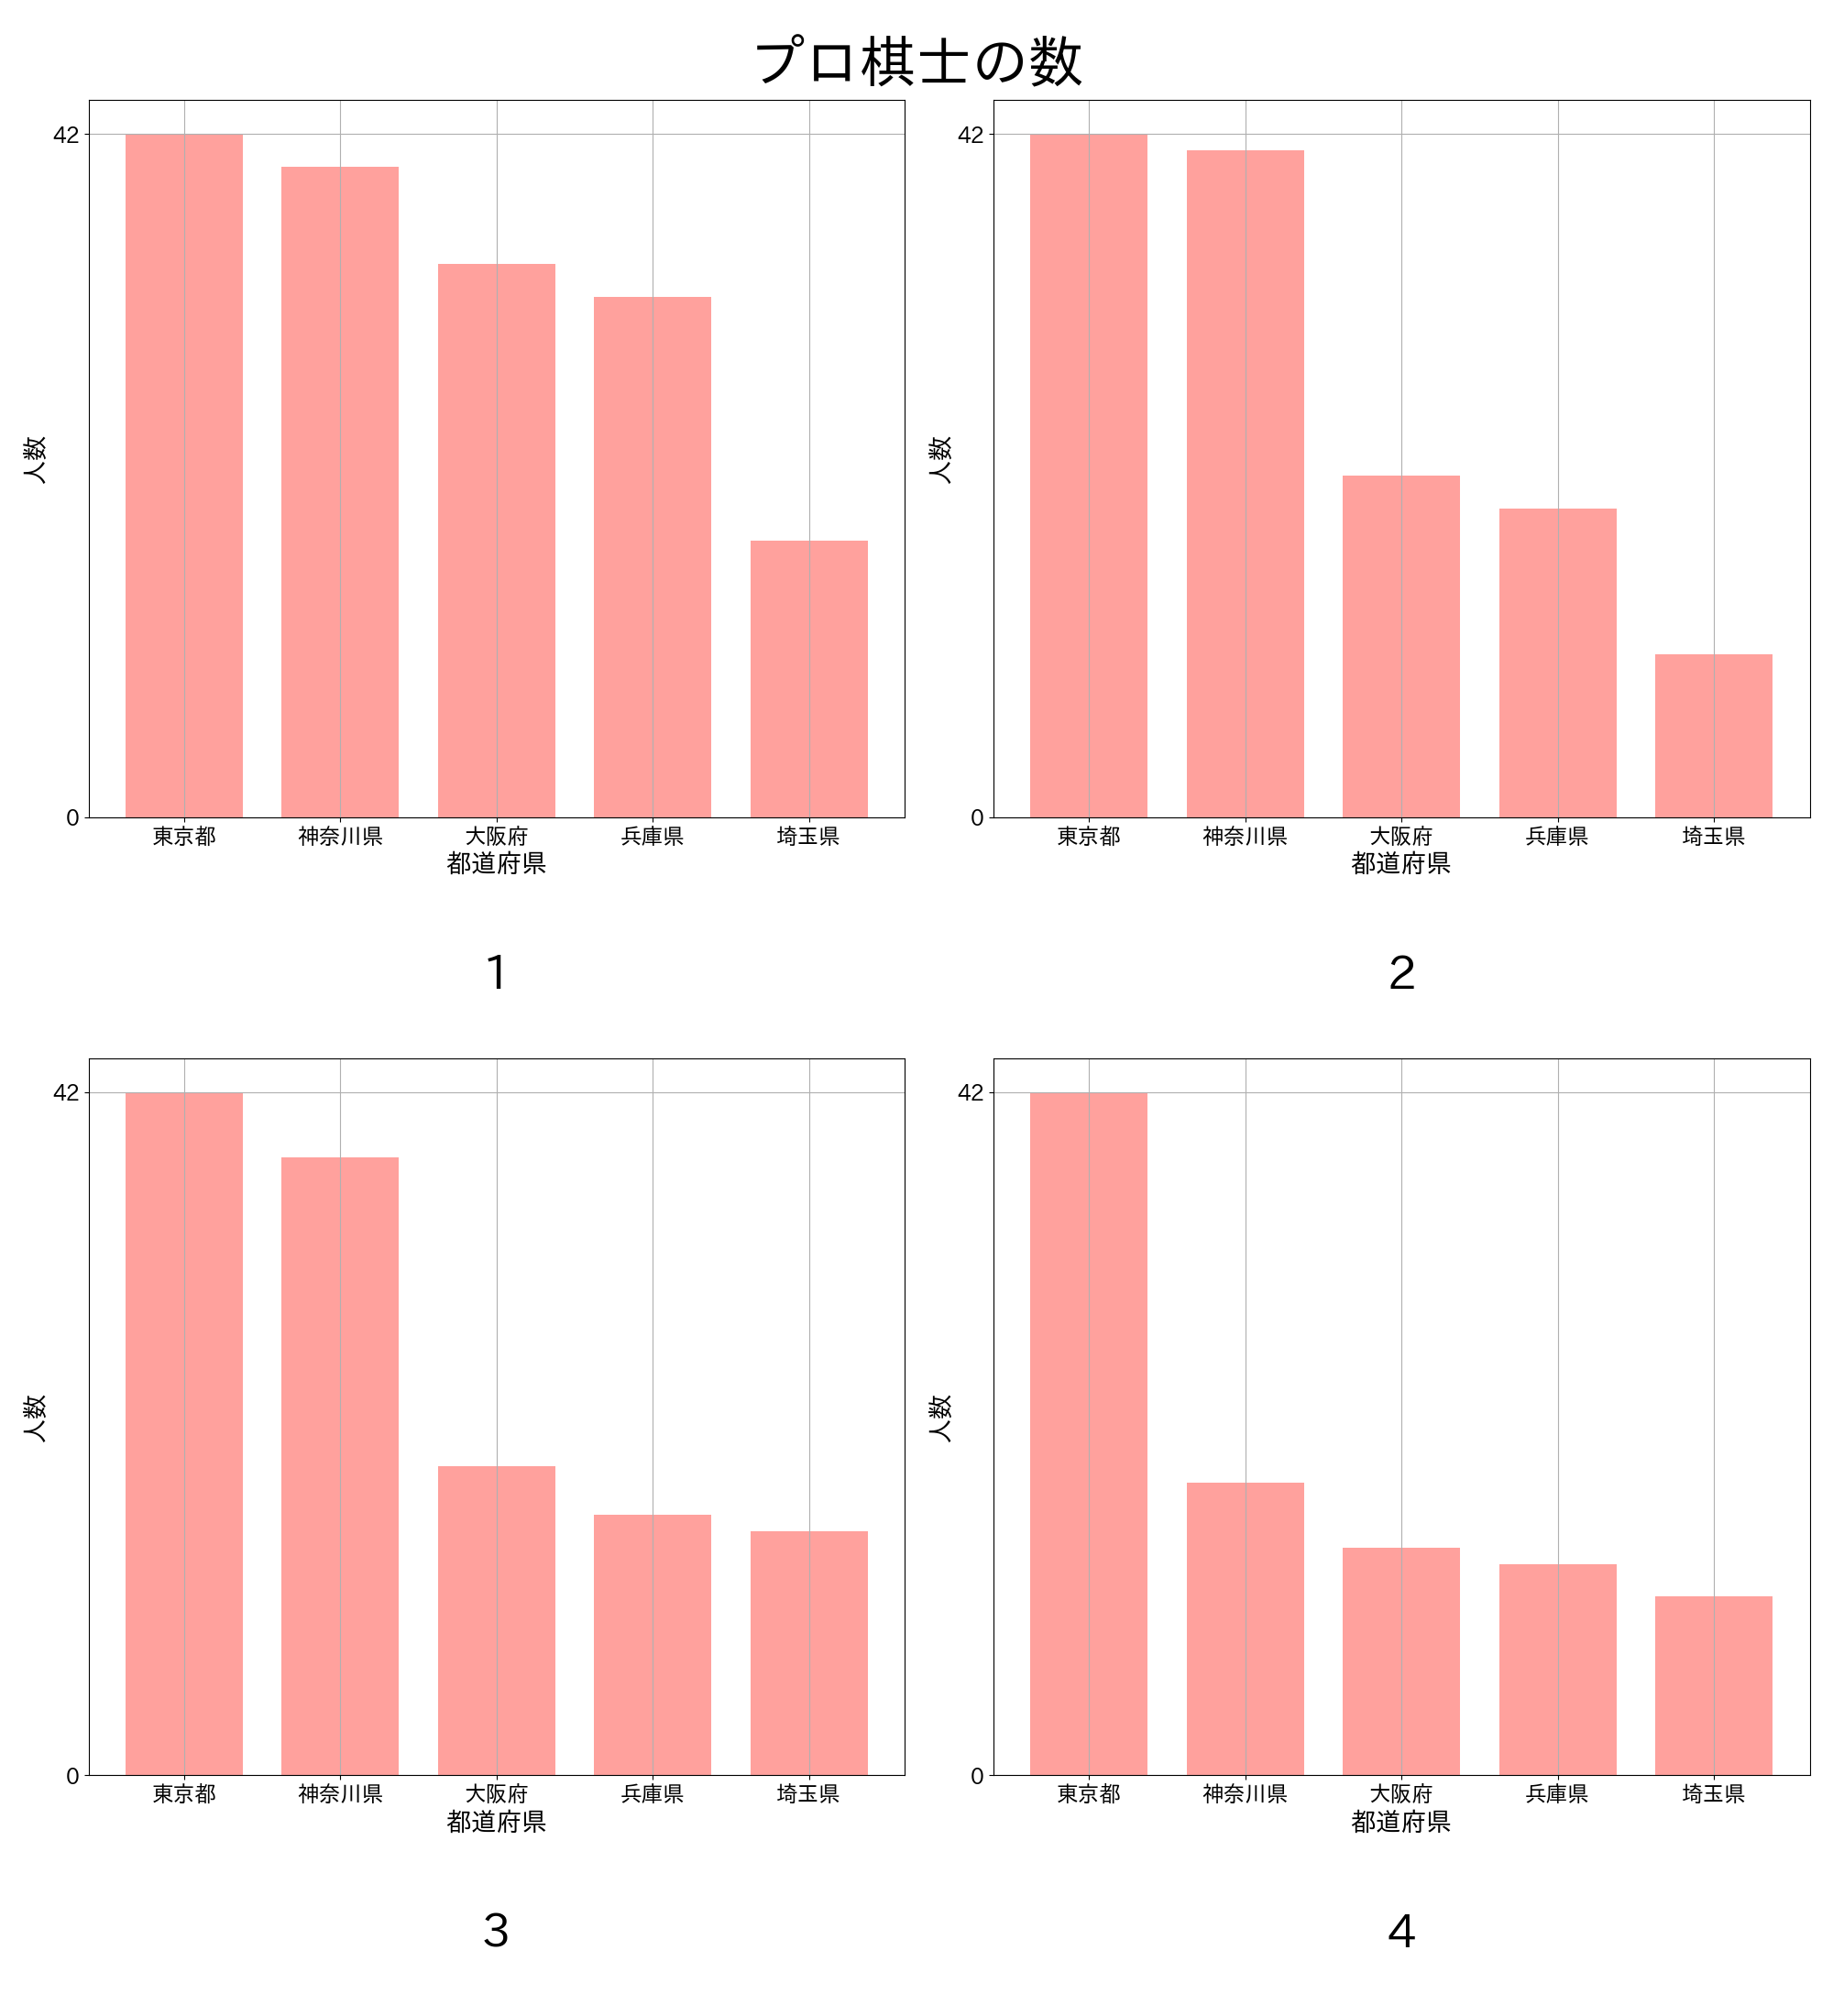 プロ棋士の数
42
0
人数
東京都 神奈川県 大阪府 兵庫県 埼玉県
都道府県
1
42
0
人数
東京都 神奈川県 大阪府 兵庫県 埼玉県
都道府県
2
42
0
人数
東京都 神奈川県 大阪府 兵庫県 埼玉県
都道府県
3
42
0
人数
東京都 神奈川県 大阪府 兵庫県 埼玉県
都道府県
4